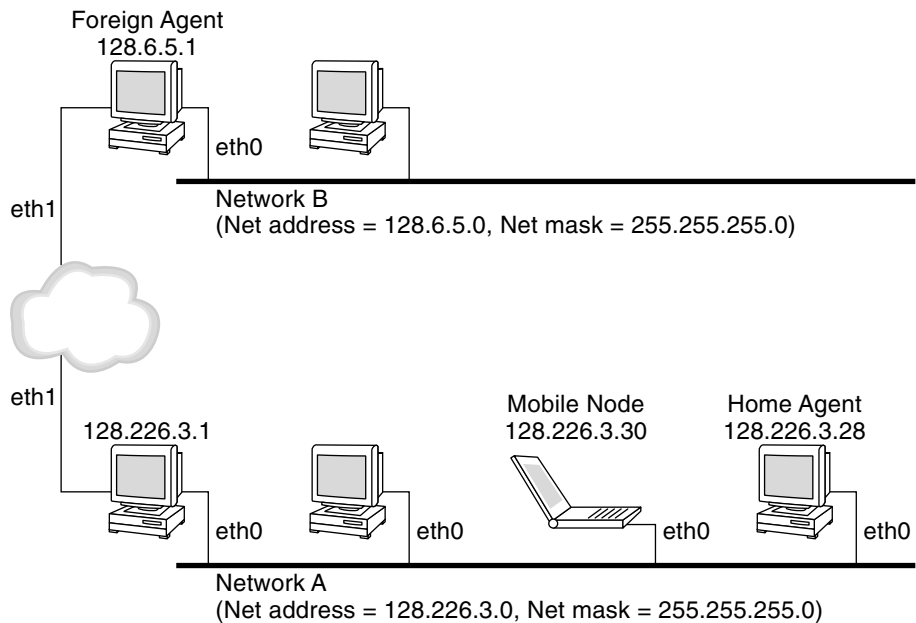 Foreign Agent
128.6.5.1
eth0
Network B
(Net address = 128.6.5.0, Net mask = 255.255.255.0)
eth1
eth1
128.226.3.1
Mobile Node
128.226.3.30
Home Agent
128.226.3.28
eth0
eth0
eth0
eth0
Network A
(Net address = 128.226.3.0, Net mask = 255.255.255.0)